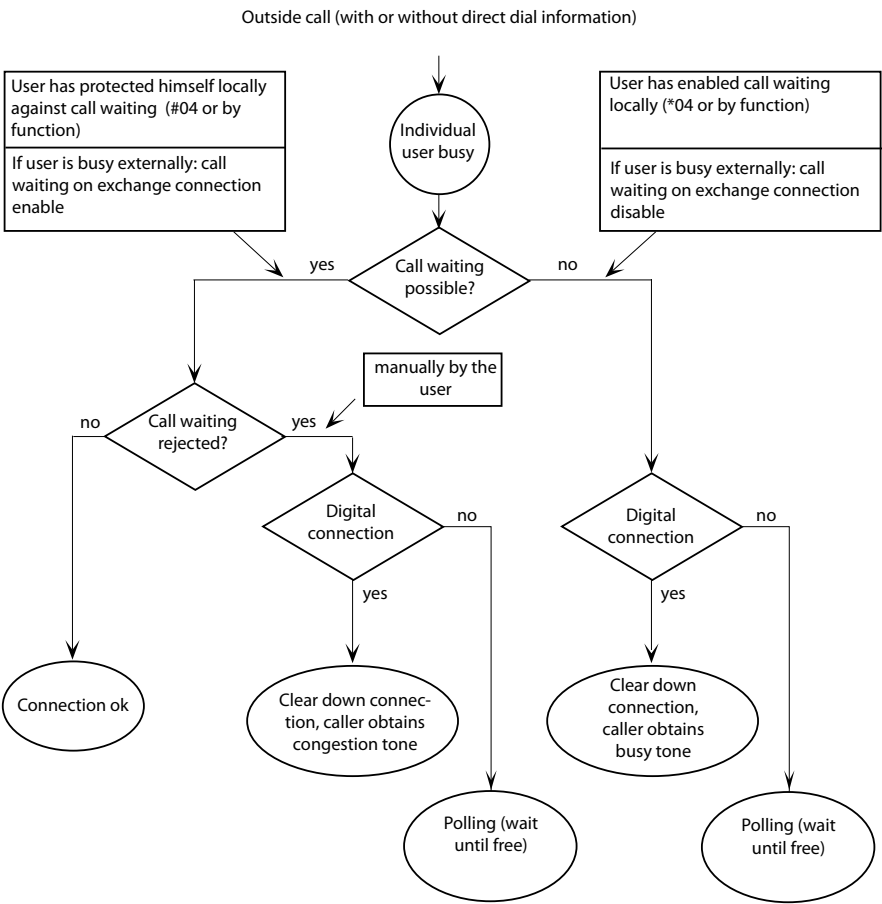 Outside call (with or without direct dial information)
User has protected himself locally
against call waiting  (#04 or by
function)
If user is busy externally: call
waiting on exchange connection
enable
Individual
user busy
User has enabled call waiting
locally (*04 or by function)
If user is busy externally: call
waiting on exchange connection
disable
yes
Call waiting
possible?
no
manually by the
user
no
Call waiting
rejected?
yes
Digital
connection
no
yes
Digital
connection
no
yes
Connection ok
Clear down connec-
tion, caller obtains
congestion tone
Clear down
connection,
caller obtains
busy tone
Polling (wait
until free)
Polling (wait
until free)